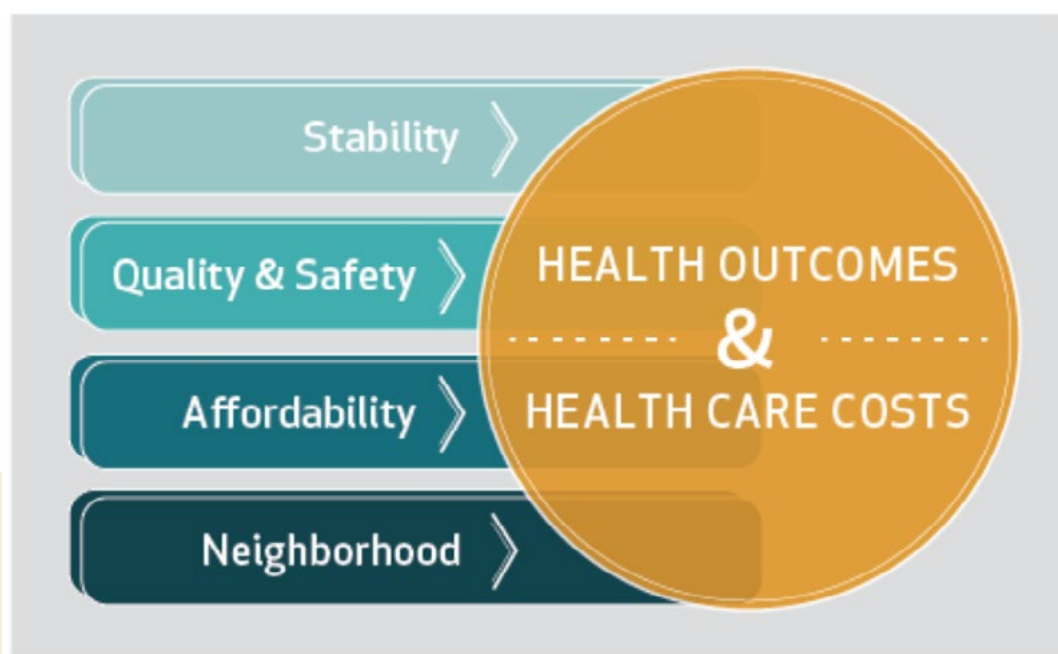 Stability
Quality & Safety
Affordability
Neighborhood
HEALTH OUTCOMES
&
HEALTH CARE COSTS